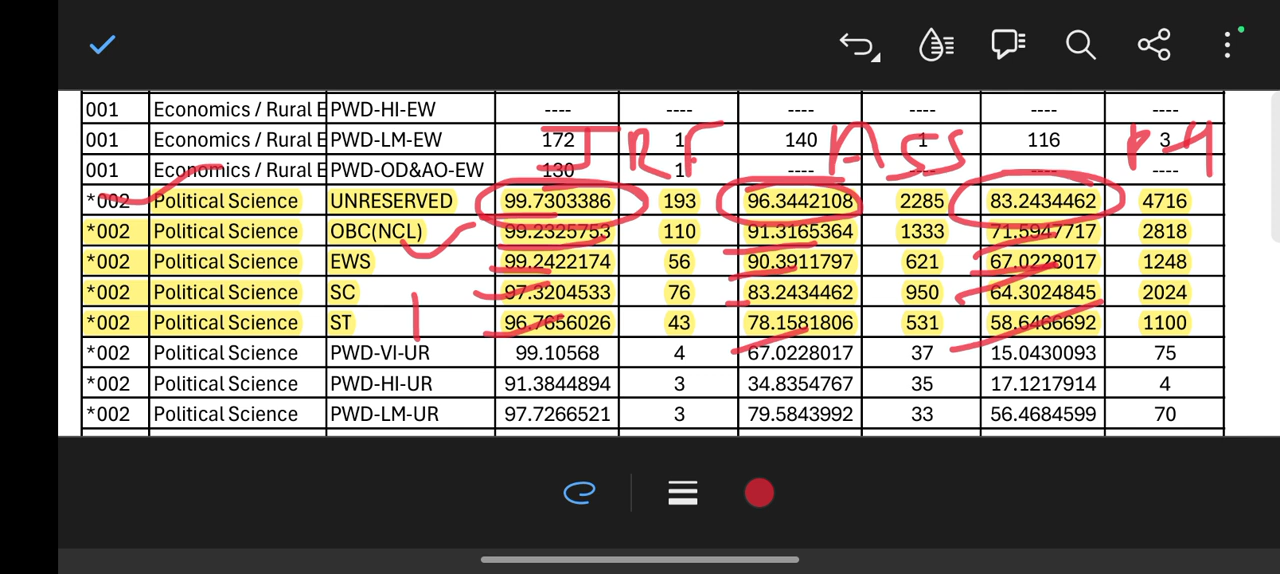 001 Economics / Rural E PWD-HI-EW ---- ---- ---- ---- ---- ----
001 Economics / Rural E PWD-LM-EW 172 1 140 1 116 3
001 Economics / Rural E PWD-OD&AO-EW 130 1 ---- ---- ---- ----
JRF Ass P-H
*002 Political Science UNRESERVED 99.7303386 193 96.3442108 2285 83.2434462 4716
*002 Political Science OBC(NCL) 99.2325753 110 91.3165364 1333 71.5947717 2818
*002 Political Science EWS 99.2422174 56 90.3911797 621 67.0228017 1248
*002 Political Science SC 97.3204533 76 83.2434462 950 64.3024845 2024
*002 Political Science ST 96.7656026 43 78.1581806 531 58.6466692 1100
*002 Political Science PWD-VI-UR 99.10568 4 67.0228017 37 15.0430093 75
*002 Political Science PWD-HI-UR 91.3844894 3 34.8354767 35 17.1217914 4
*002 Political Science PWD-LM-UR 97.7266521 3 79.5843992 33 56.4684599 70